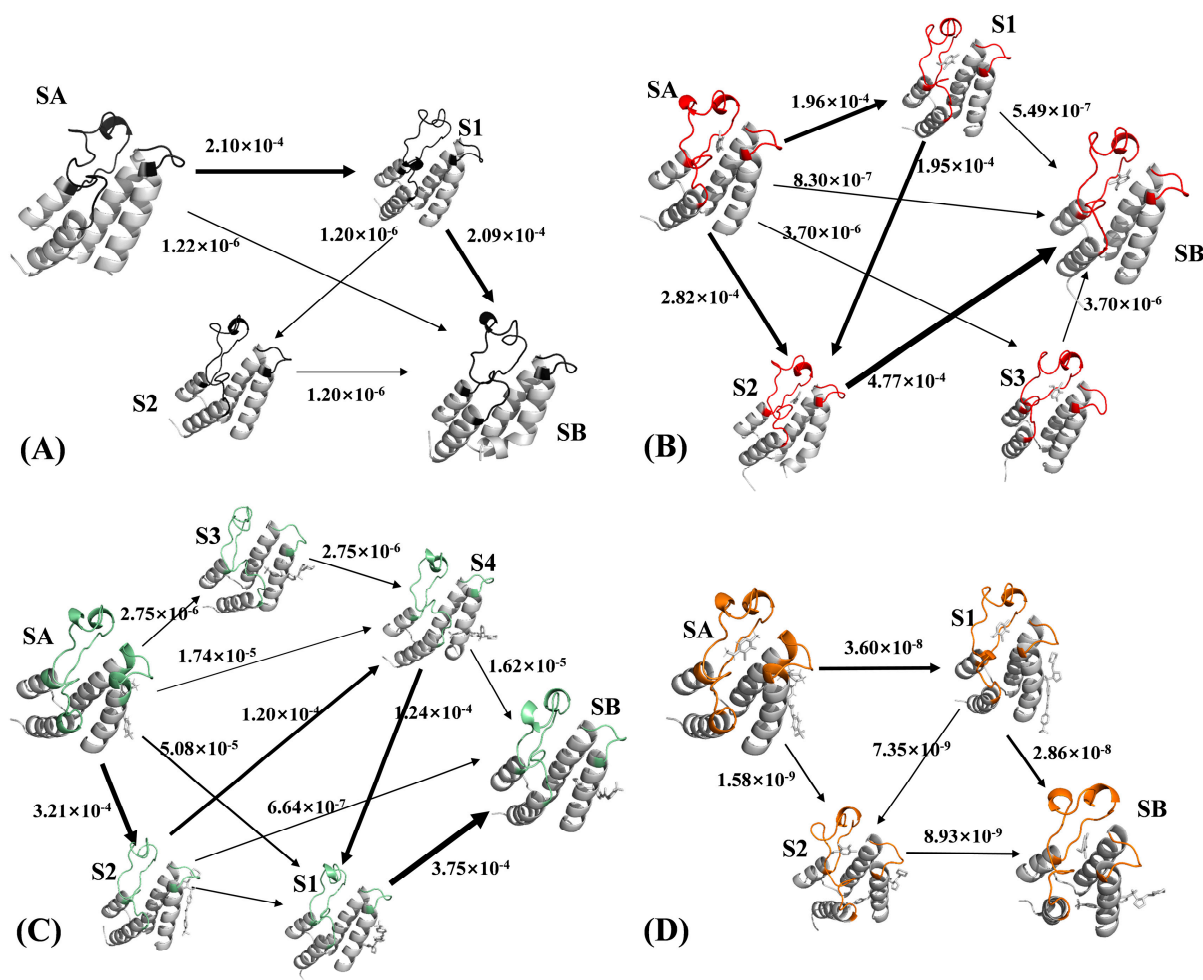 SA
2.10×10⁻⁴
S1
1.22×10⁻⁶
1.20×10⁻⁶
2.09×10⁻⁴
S2
1.20×10⁻⁶
SB
(A)
S1
SA
1.96×10⁻⁴
5.49×10⁻⁷
8.30×10⁻⁷
1.95×10⁻⁴
3.70×10⁻⁶
SB
2.82×10⁻⁴
3.70×10⁻⁶
S2
4.77×10⁻⁴
S3
(B)
S3
2.75×10⁻⁶
S4
SA
2.75×10⁻⁶
1.74×10⁻⁵
1.62×10⁻⁵
1.20×10⁻⁴
1.24×10⁻⁴
SB
5.08×10⁻⁵
3.21×10⁻⁴
6.64×10⁻⁷
S2
S1
3.75×10⁻⁴
(C)
SA
S1
3.60×10⁻⁸
7.35×10⁻⁹
2.86×10⁻⁸
1.58×10⁻⁹
SB
S2
8.93×10⁻⁹
(D)